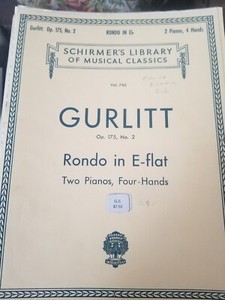 Gurlitt, Op. 175, No. 2 RONDO IN E♭ 2 Pianos, 4 Hands
SCHIRMER'S LIBRARY
OF MUSICAL CLASSICS
GURLITT
Op. 175, No. 2
Rondo in E-flat
Two Pianos, Four-Hands
G.S.